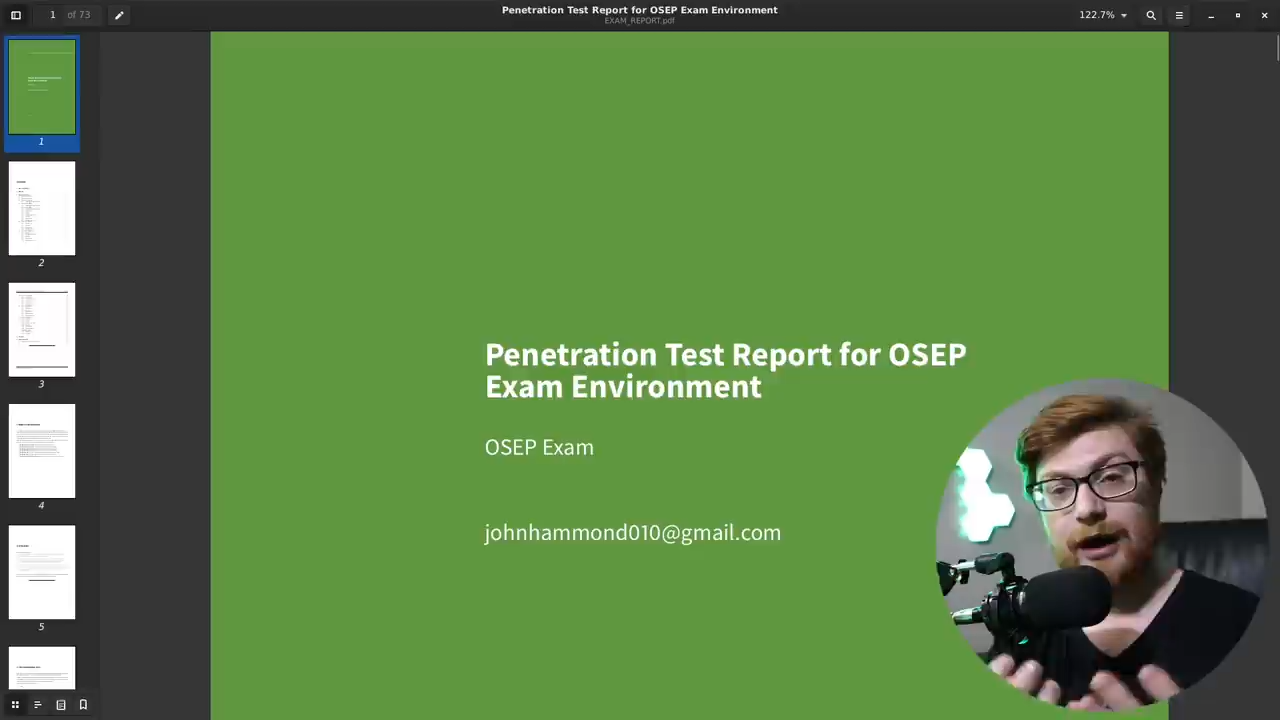 1 of 73
Penetration Test Report for OSEP Exam Environment
EXAM_REPORT.pdf
122.7%
1
2
3
4
5
Penetration Test Report for OSEP
Exam Environment
OSEP Exam
johnhammond010@gmail.com